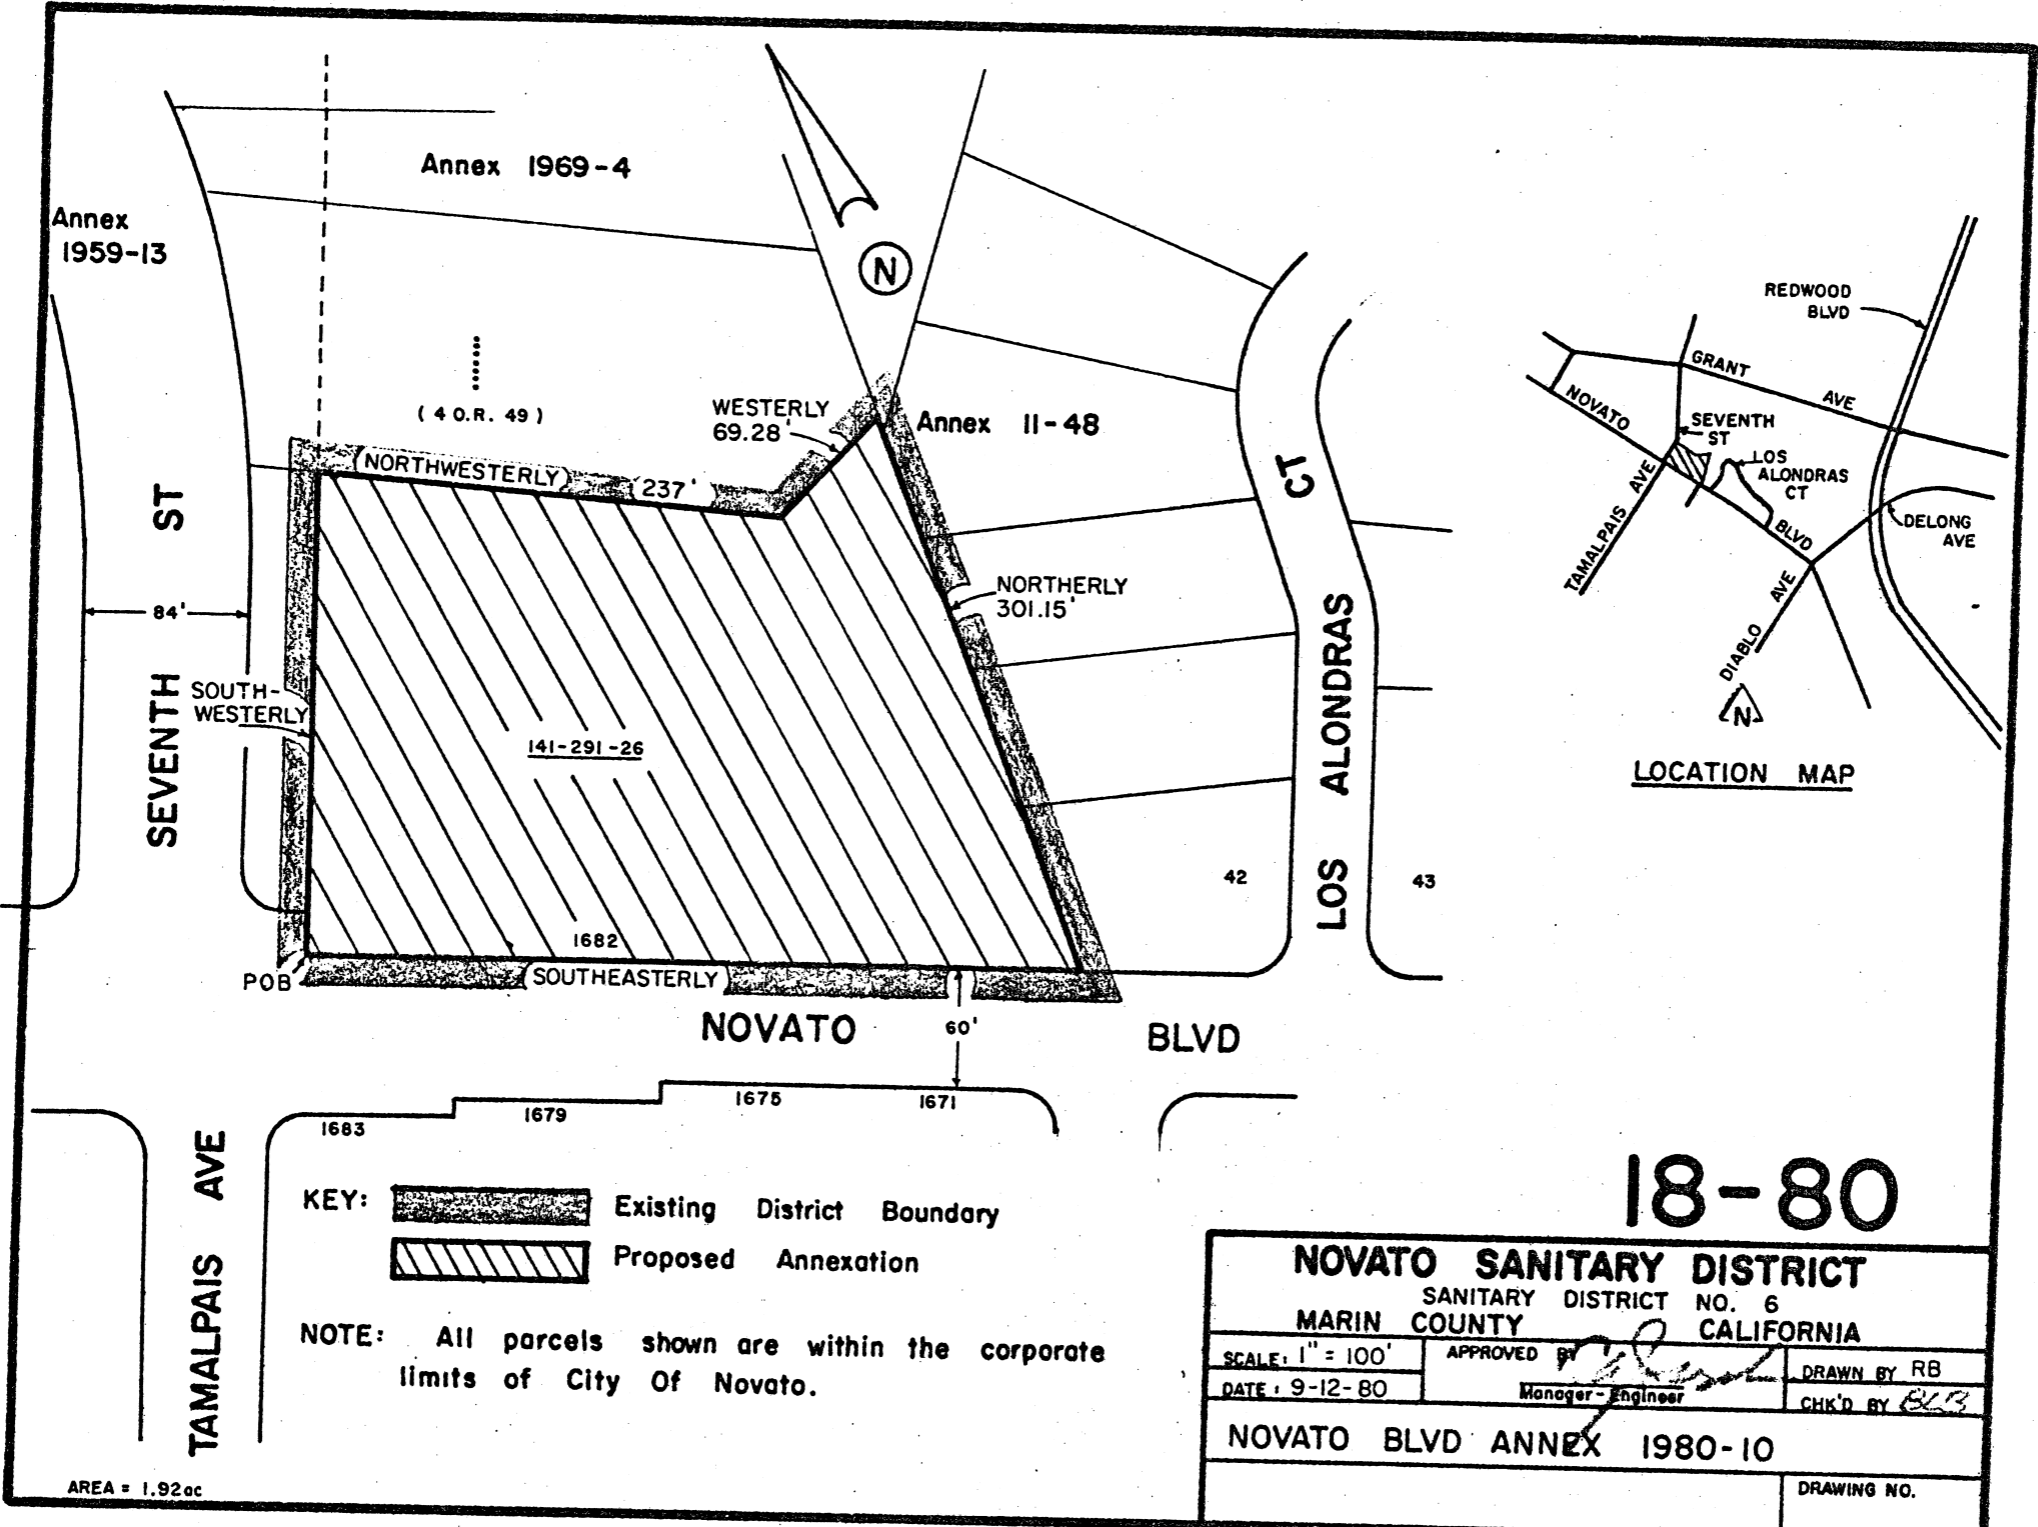 Annex 1969-4
Annex
1959-13
N
(4 O.R. 49)
WESTERLY
69.28'
Annex 11-48
NORTHWESTERLY 237'
NORTHERLY
301.15'
84'
SEVENTH ST
SOUTH-
WESTERLY
141-291-26
1682
SOUTHEASTERLY
POB
NOVATO BLVD
60'
LOS ALONDRAS CT
42
43
1683
1679
1675
1671
TAMALPAIS AVE
REDWOOD
BLVD
GRANT AVE
NOVATO BLVD
SEVENTH
ST
LOS
ALONDRAS
CT
TAMALPAIS AVE
DELONG
AVE
DIABLO AVE
N
LOCATION MAP
KEY:
Existing District Boundary
Proposed Annexation
NOTE: All parcels shown are within the corporate
limits of City Of Novato.
AREA = 1.92ac
18-80
NOVATO SANITARY DISTRICT
SANITARY DISTRICT NO. 6
MARIN COUNTY CALIFORNIA
SCALE: 1" = 100'
DATE: 9-12-80
APPROVED BY
Manager-Engineer
DRAWN BY RB
CHK'D BY
NOVATO BLVD ANNEX 1980-10
DRAWING NO.